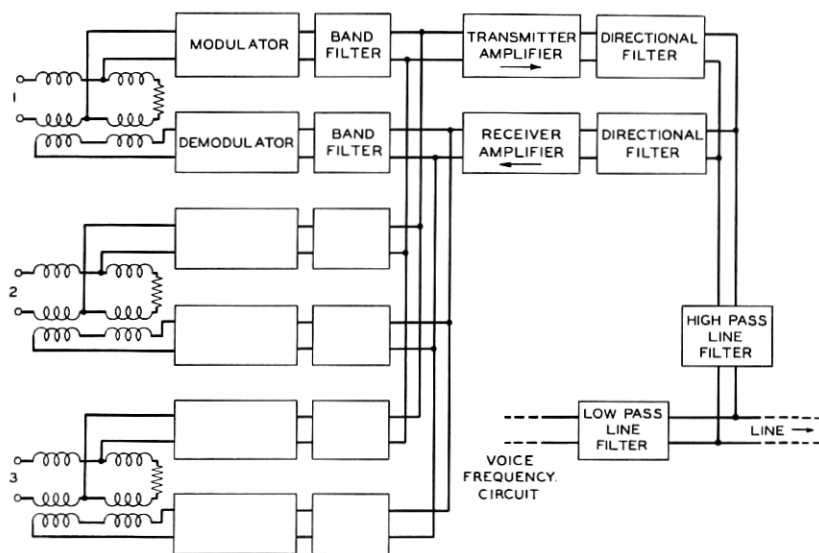 MODULATOR
BAND
FILTER
TRANSMITTER
AMPLIFIER
DIRECTIONAL
FILTER
1
DEMODULATOR
BAND
FILTER
RECEIVER
AMPLIFIER
DIRECTIONAL
FILTER
2
HIGH PASS
LINE
FILTER
LOW PASS
LINE
FILTER
LINE
VOICE
FREQUENCY
CIRCUIT
3